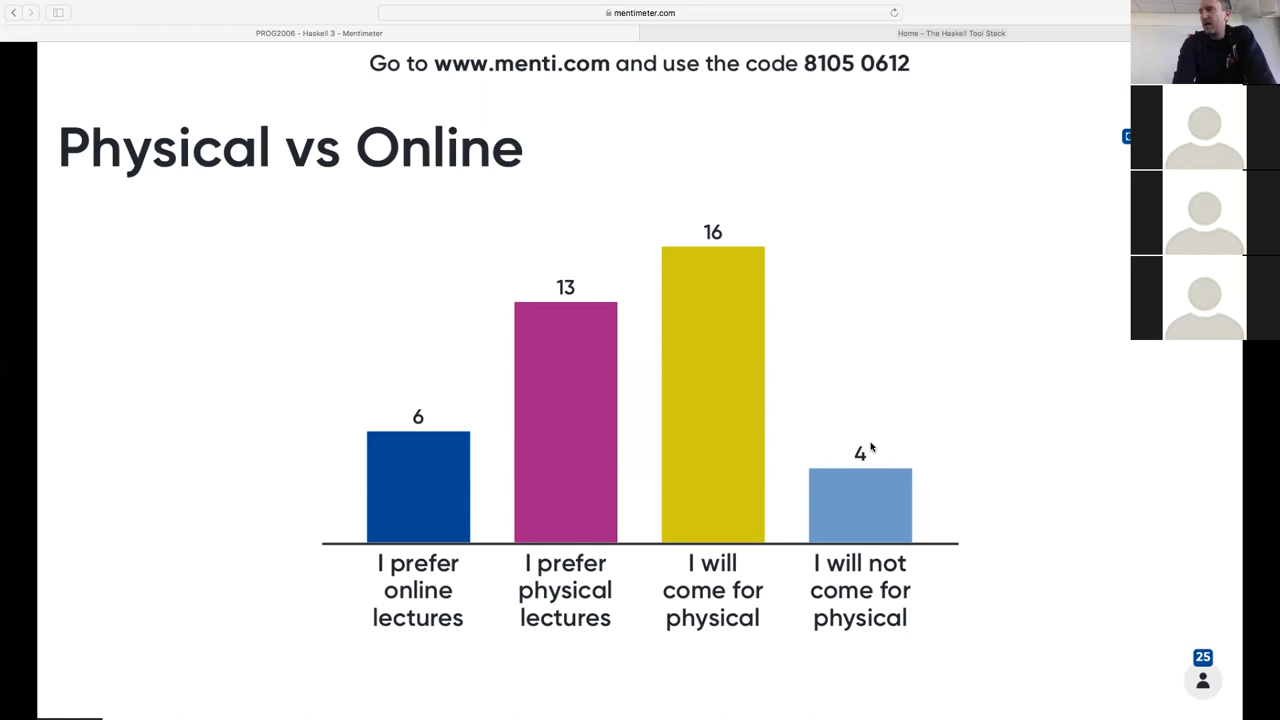 mentimeter.com
PROG2006 - Haskell 3 - Mentimeter
Home - The Haskell Tool Stack
Go to www.menti.com and use the code 8105 0612
Physical vs Online
6
13
16
4
I prefer
online
lectures
I prefer
physical
lectures
I will
come for
physical
I will not
come for
physical
25